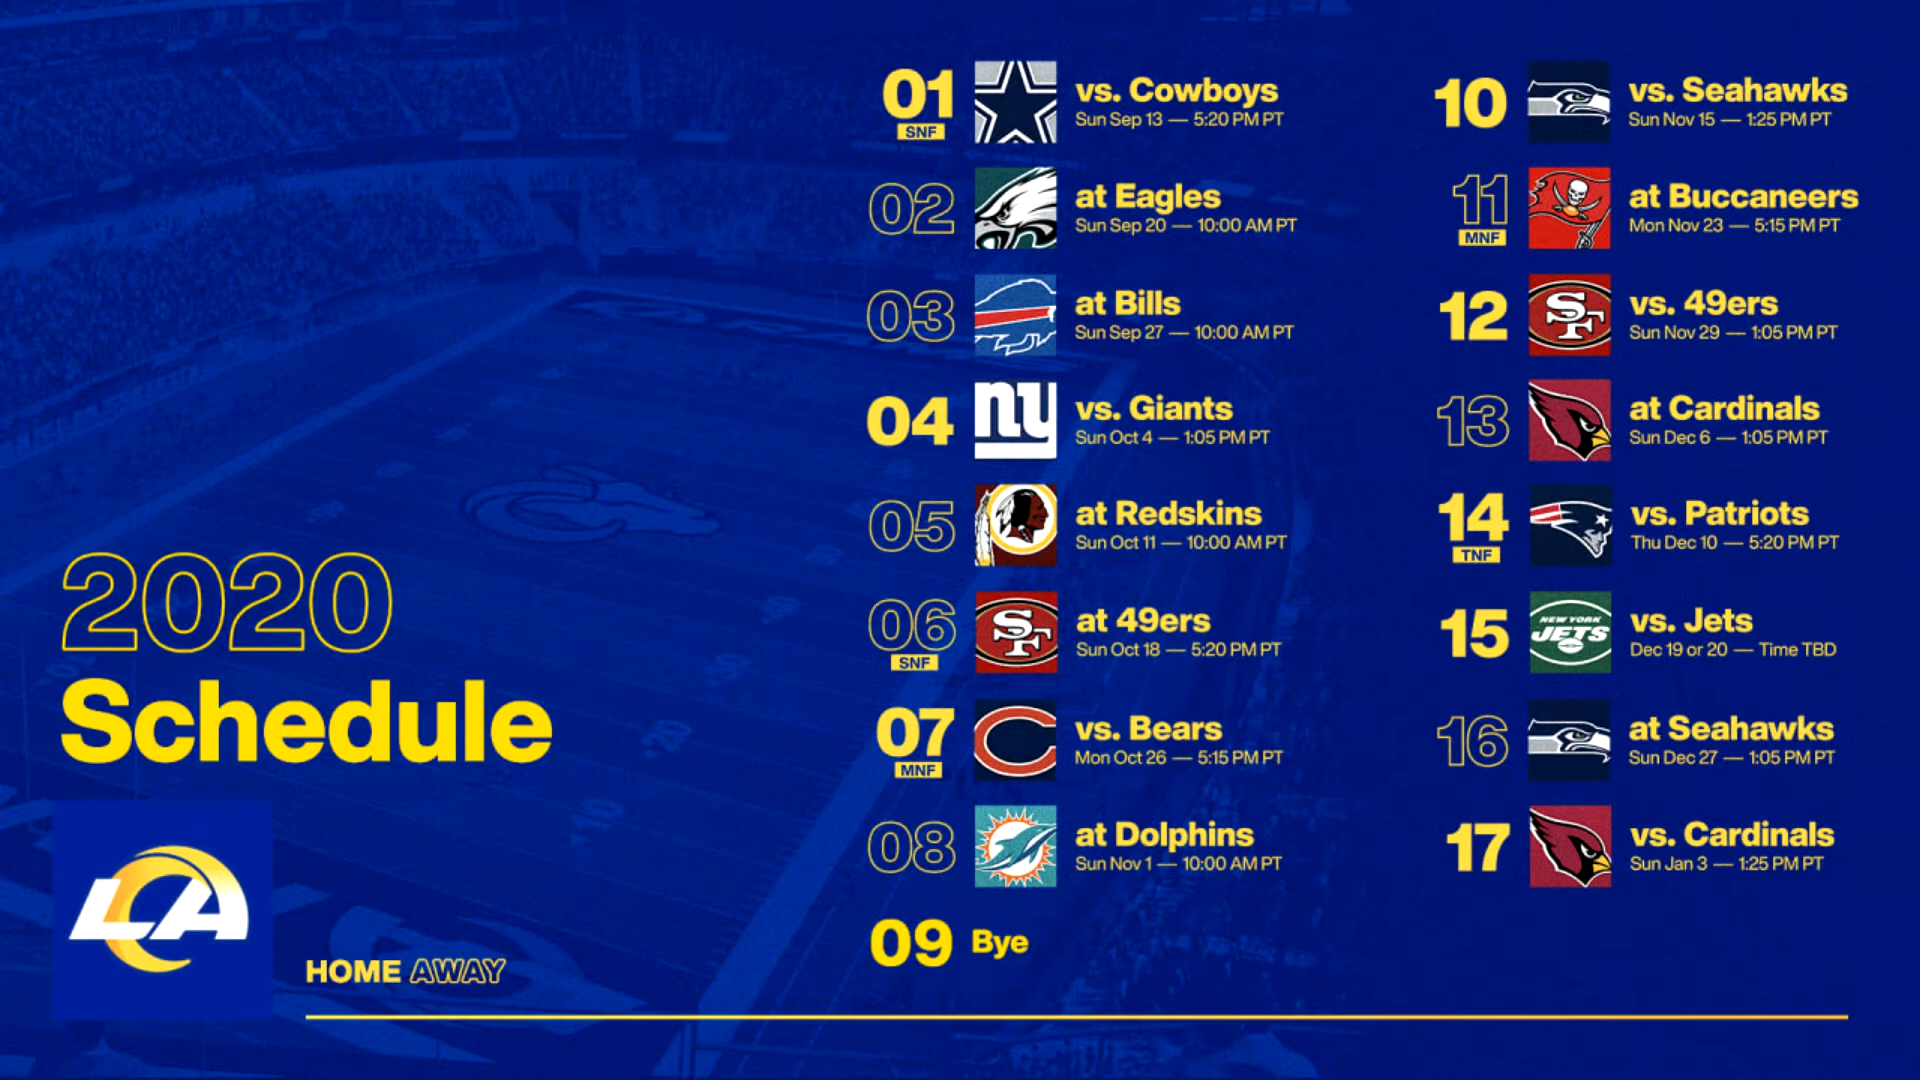 2020
Schedule
LA
HOME AWAY
01
SNF
vs. Cowboys
Sun Sep 13 — 5:20 PM PT
02
at Eagles
Sun Sep 20 — 10:00 AM PT
03
at Bills
Sun Sep 27 — 10:00 AM PT
04
ny
vs. Giants
Sun Oct 4 — 1:05 PM PT
05
at Redskins
Sun Oct 11 — 10:00 AM PT
06
SNF
SF
at 49ers
Sun Oct 18 — 5:20 PM PT
07
MNF
C
vs. Bears
Mon Oct 26 — 5:15 PM PT
08
at Dolphins
Sun Nov 1 — 10:00 AM PT
09 Bye
10
vs. Seahawks
Sun Nov 15 — 1:25 PM PT
11
MNF
at Buccaneers
Mon Nov 23 — 5:15 PM PT
12
SF
vs. 49ers
Sun Nov 29 — 1:05 PM PT
13
at Cardinals
Sun Dec 6 — 1:05 PM PT
14
TNF
vs. Patriots
Thu Dec 10 — 5:20 PM PT
15
NEW YORK
JETS
vs. Jets
Dec 19 or 20 — Time TBD
16
at Seahawks
Sun Dec 27 — 1:05 PM PT
17
vs. Cardinals
Sun Jan 3 — 1:25 PM PT